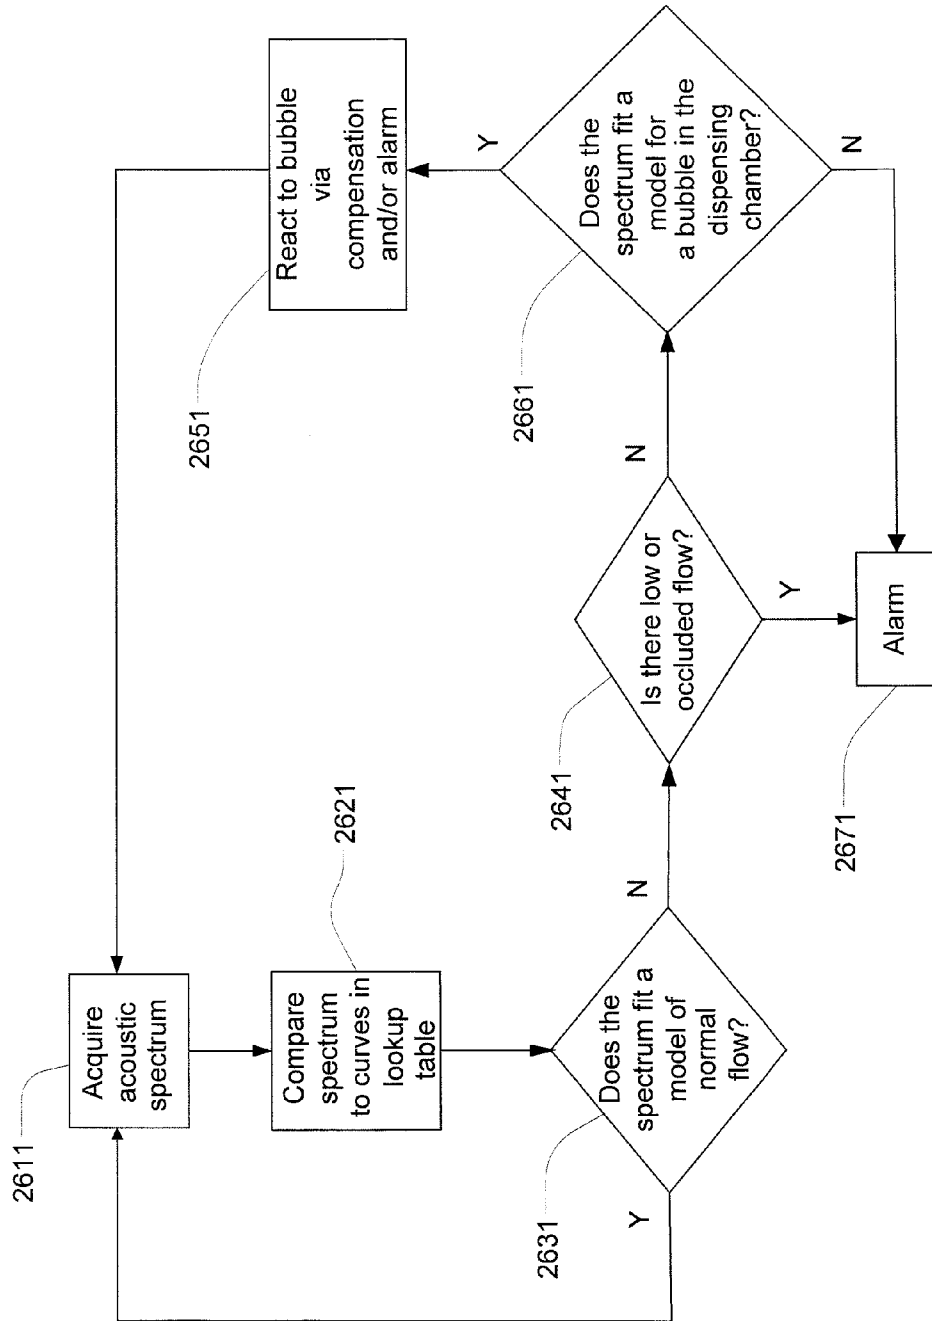 2611
Acquire
acoustic
spectrum
Compare
spectrum
to curves in
lookup
table
2621
2631
Does the
spectrum fit a
model of
normal
flow?
Y
N
2641
Is there low or
occluded flow?
Y
N
2671
Alarm
2661
Does the
spectrum fit a
model for
a bubble in the
dispensing
chamber?
Y
N
2651
React to bubble
via
compensation
and/or alarm